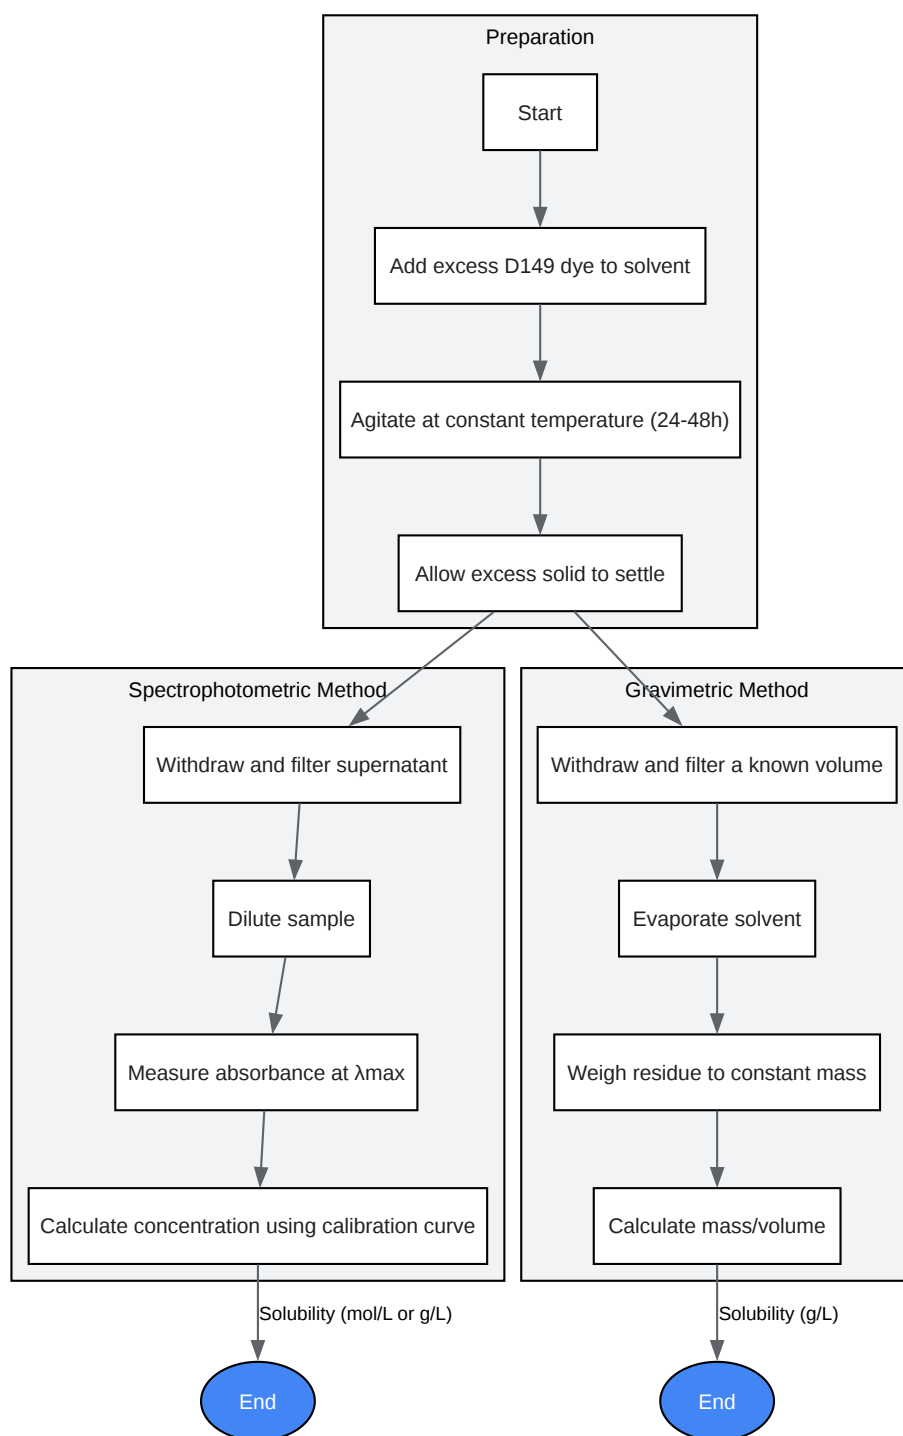 Preparation
Start
Add excess D149 dye to solvent
Agitate at constant temperature (24-48h)
Allow excess solid to settle
Spectrophotometric Method
Withdraw and filter supernatant
Dilute sample
Measure absorbance at λmax
Calculate concentration using calibration curve
Solubility (mol/L or g/L)
End
Gravimetric Method
Withdraw and filter a known volume
Evaporate solvent
Weigh residue to constant mass
Calculate mass/volume
Solubility (g/L)
End